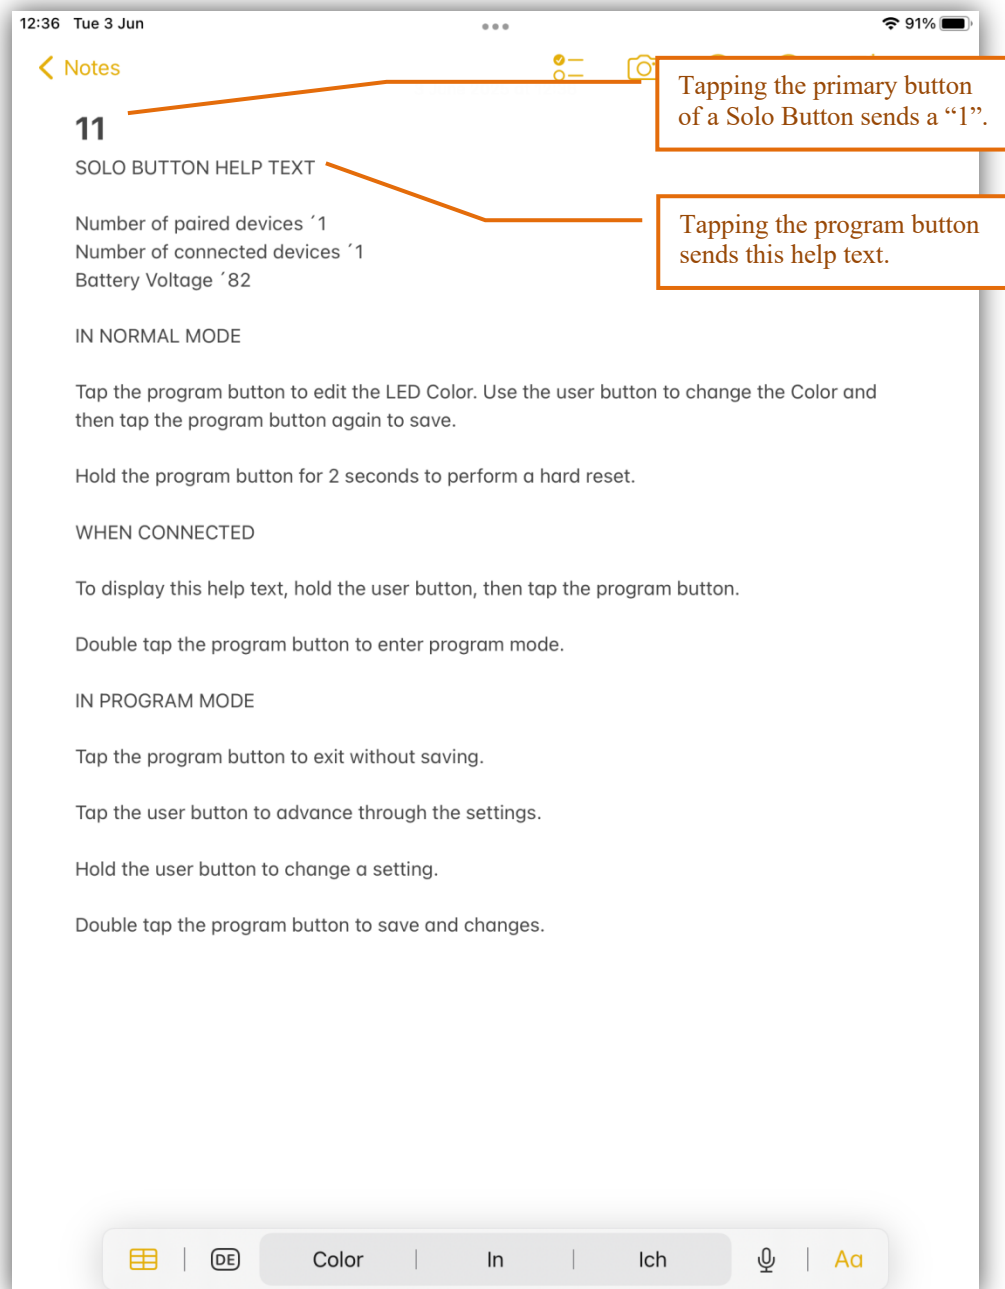 12:36 Tue 3 Jun
91%
Notes
Tapping the primary button
of a Solo Button sends a “1”.
11
SOLO BUTTON HELP TEXT
Tapping the program button
sends this help text.
Number of paired devices ´1
Number of connected devices ´1
Battery Voltage ´82
IN NORMAL MODE
Tap the program button to edit the LED Color. Use the user button to change the Color and
then tap the program button again to save.
Hold the program button for 2 seconds to perform a hard reset.
WHEN CONNECTED
To display this help text, hold the user button, then tap the program button.
Double tap the program button to enter program mode.
IN PROGRAM MODE
Tap the program button to exit without saving.
Tap the user button to advance through the settings.
Hold the user button to change a setting.
Double tap the program button to save and changes.
DE Color In Ich Aa